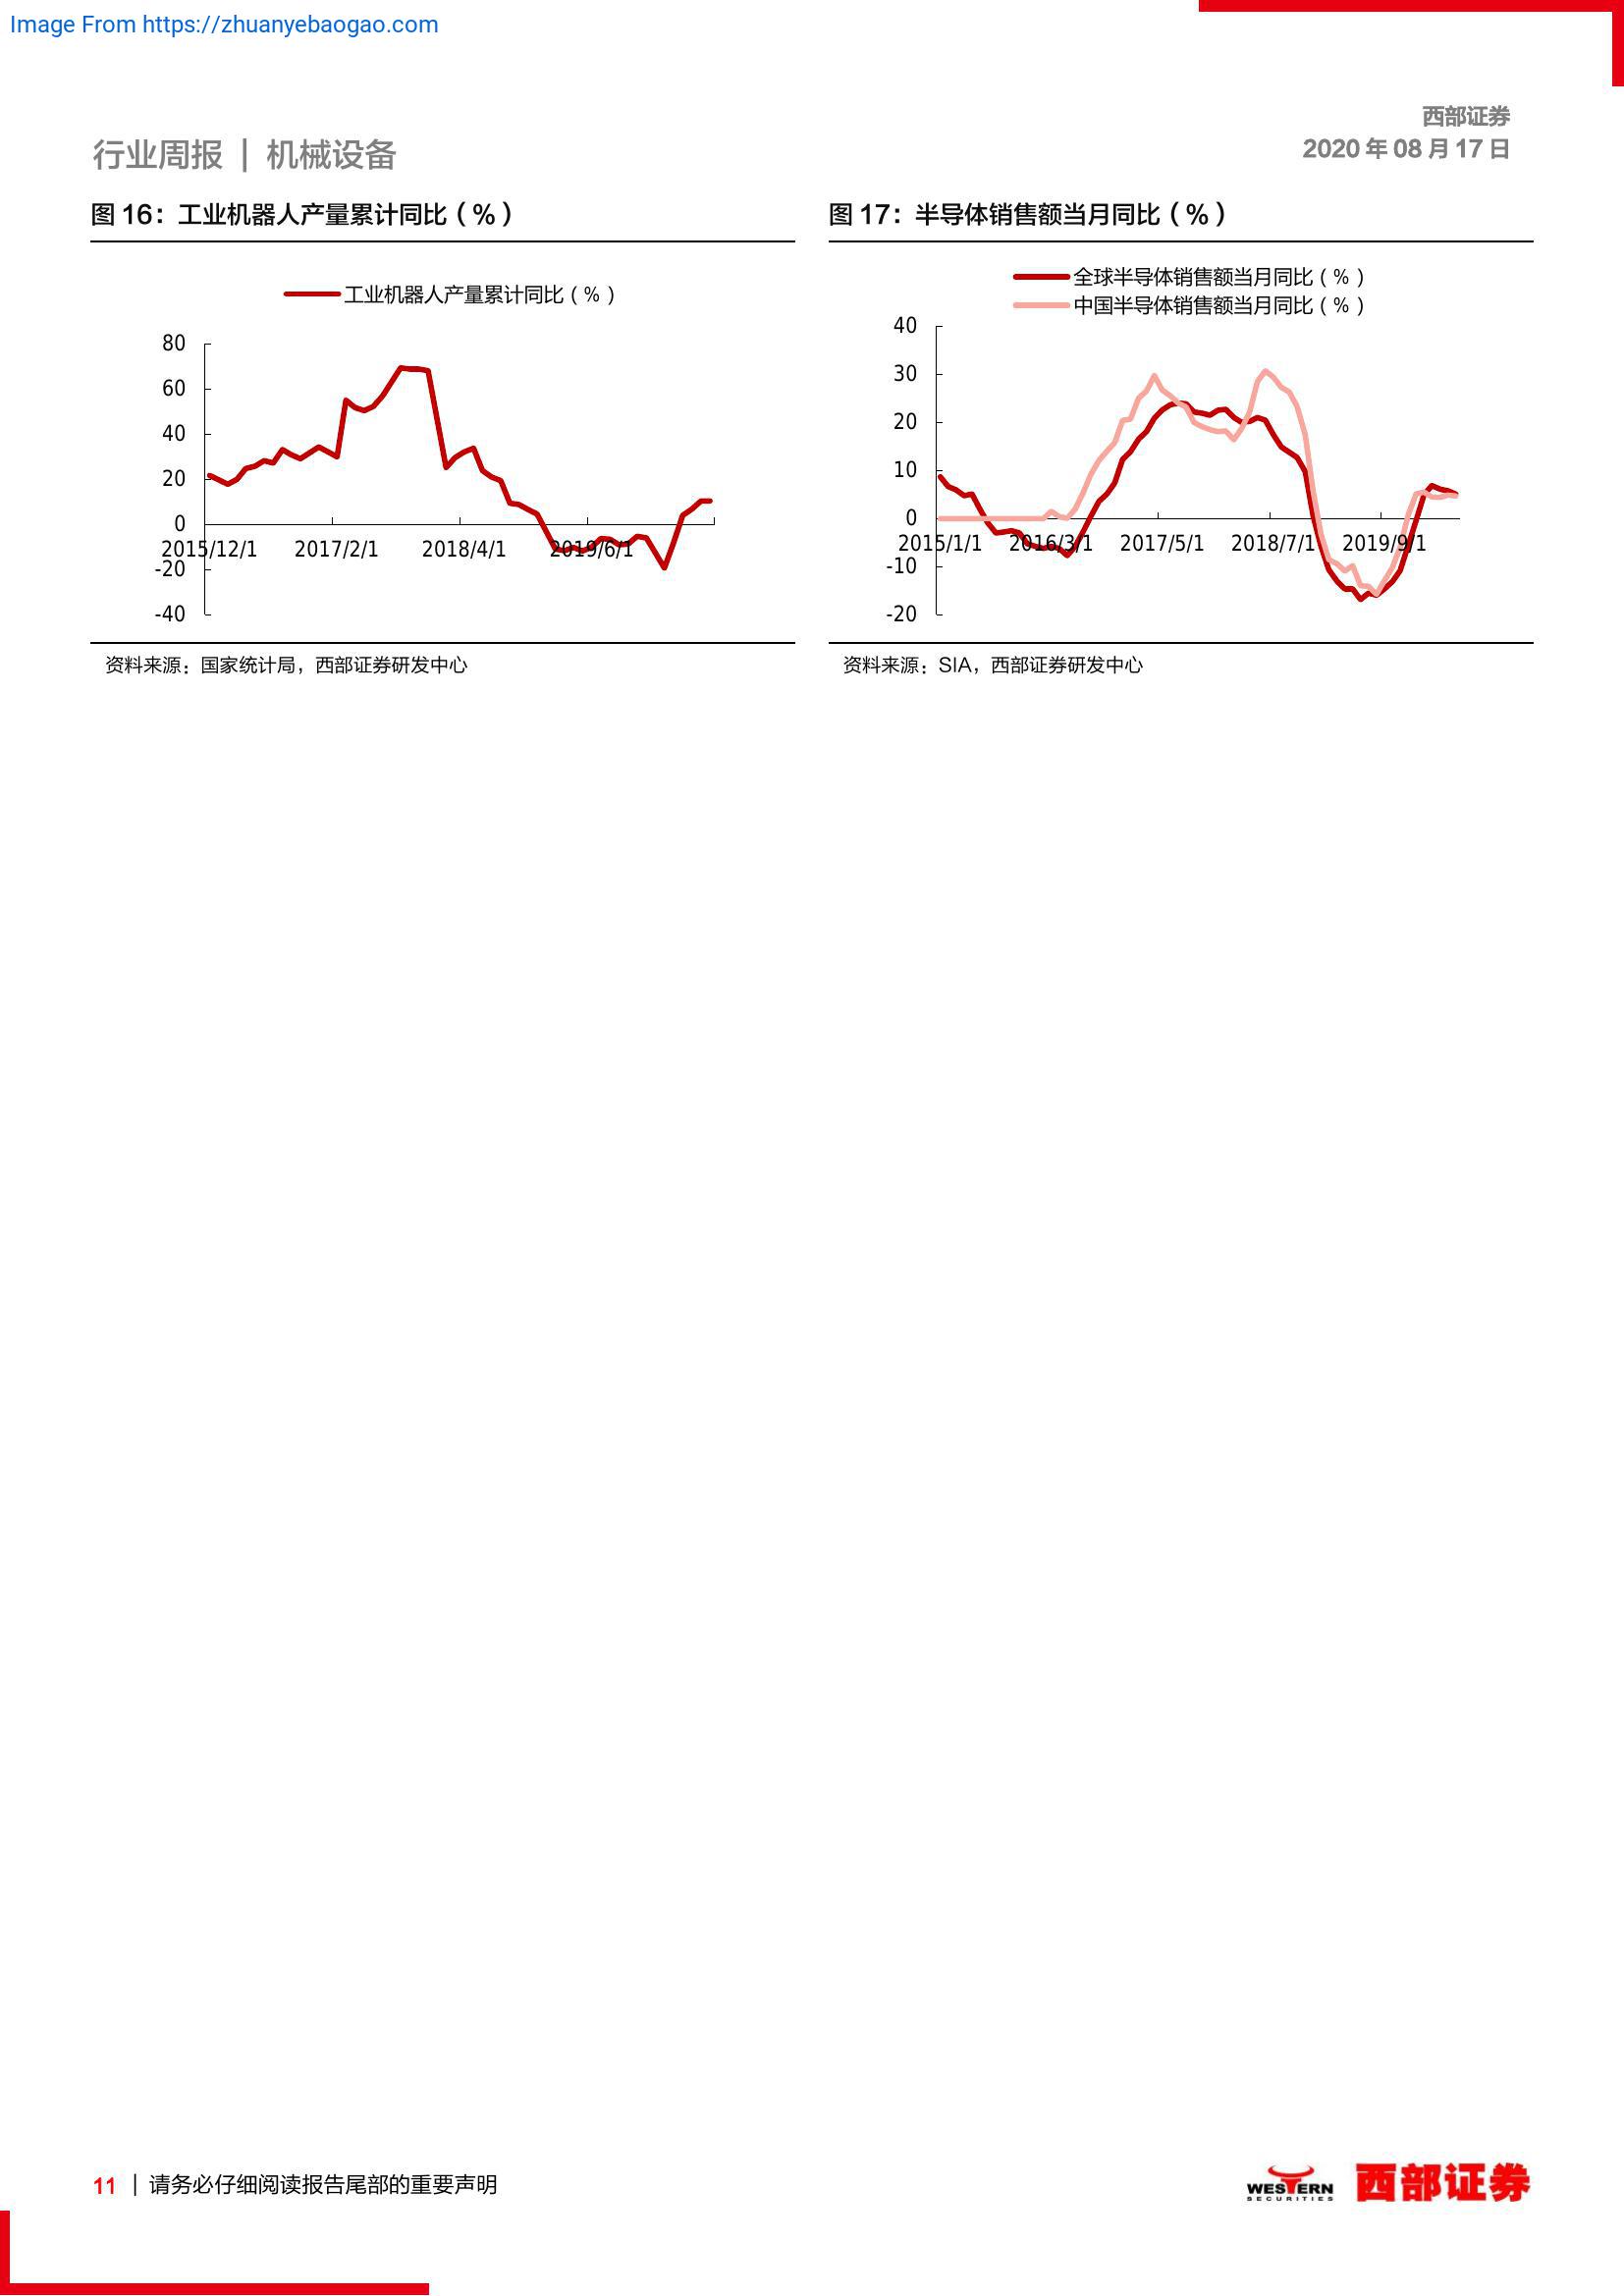 Image From https://zhuanyebaogao.com
西部证券
2020 年 08 月 17 日
行业周报 | 机械设备
图 16：工业机器人产量累计同比（%）
工业机器人产量累计同比（%）
80
60
40
20
0
-20
-40
2015/12/1 2017/2/1 2018/4/1 2019/6/1
资料来源：国家统计局，西部证券研发中心
图 17：半导体销售额当月同比（%）
全球半导体销售额当月同比（%）
中国半导体销售额当月同比（%）
40
30
20
10
0
-10
-20
2015/1/1 2016/3/1 2017/5/1 2018/7/1 2019/9/1
资料来源：SIA，西部证券研发中心
11 | 请务必仔细阅读报告尾部的重要声明
WESTERN
SECURITIES
西部证券